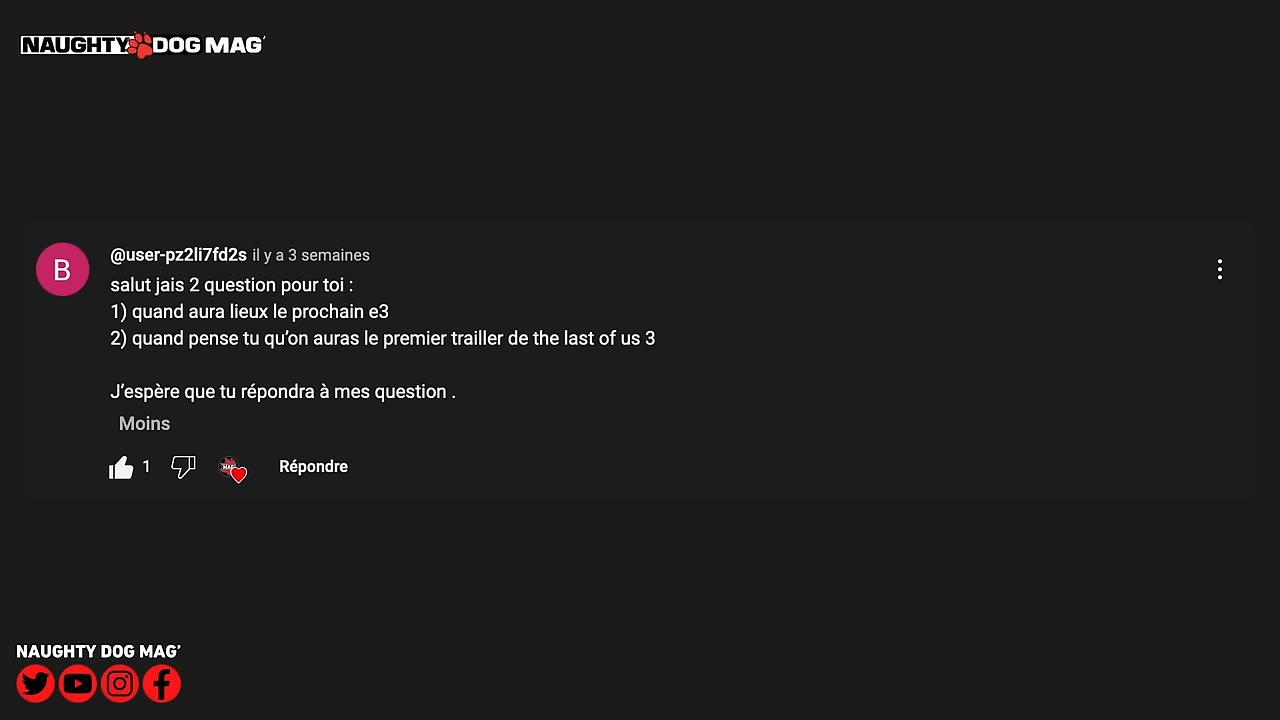 NAUGHTY DOG MAG'
B
@user-pz2li7fd2s il y a 3 semaines
salut jais 2 question pour toi :
1) quand aura lieux le prochain e3
2) quand pense tu qu’on auras le premier trailler de the last of us 3
J’espère que tu répondra à mes question .
Moins
1
MAG'
Répondre
NAUGHTY DOG MAG'